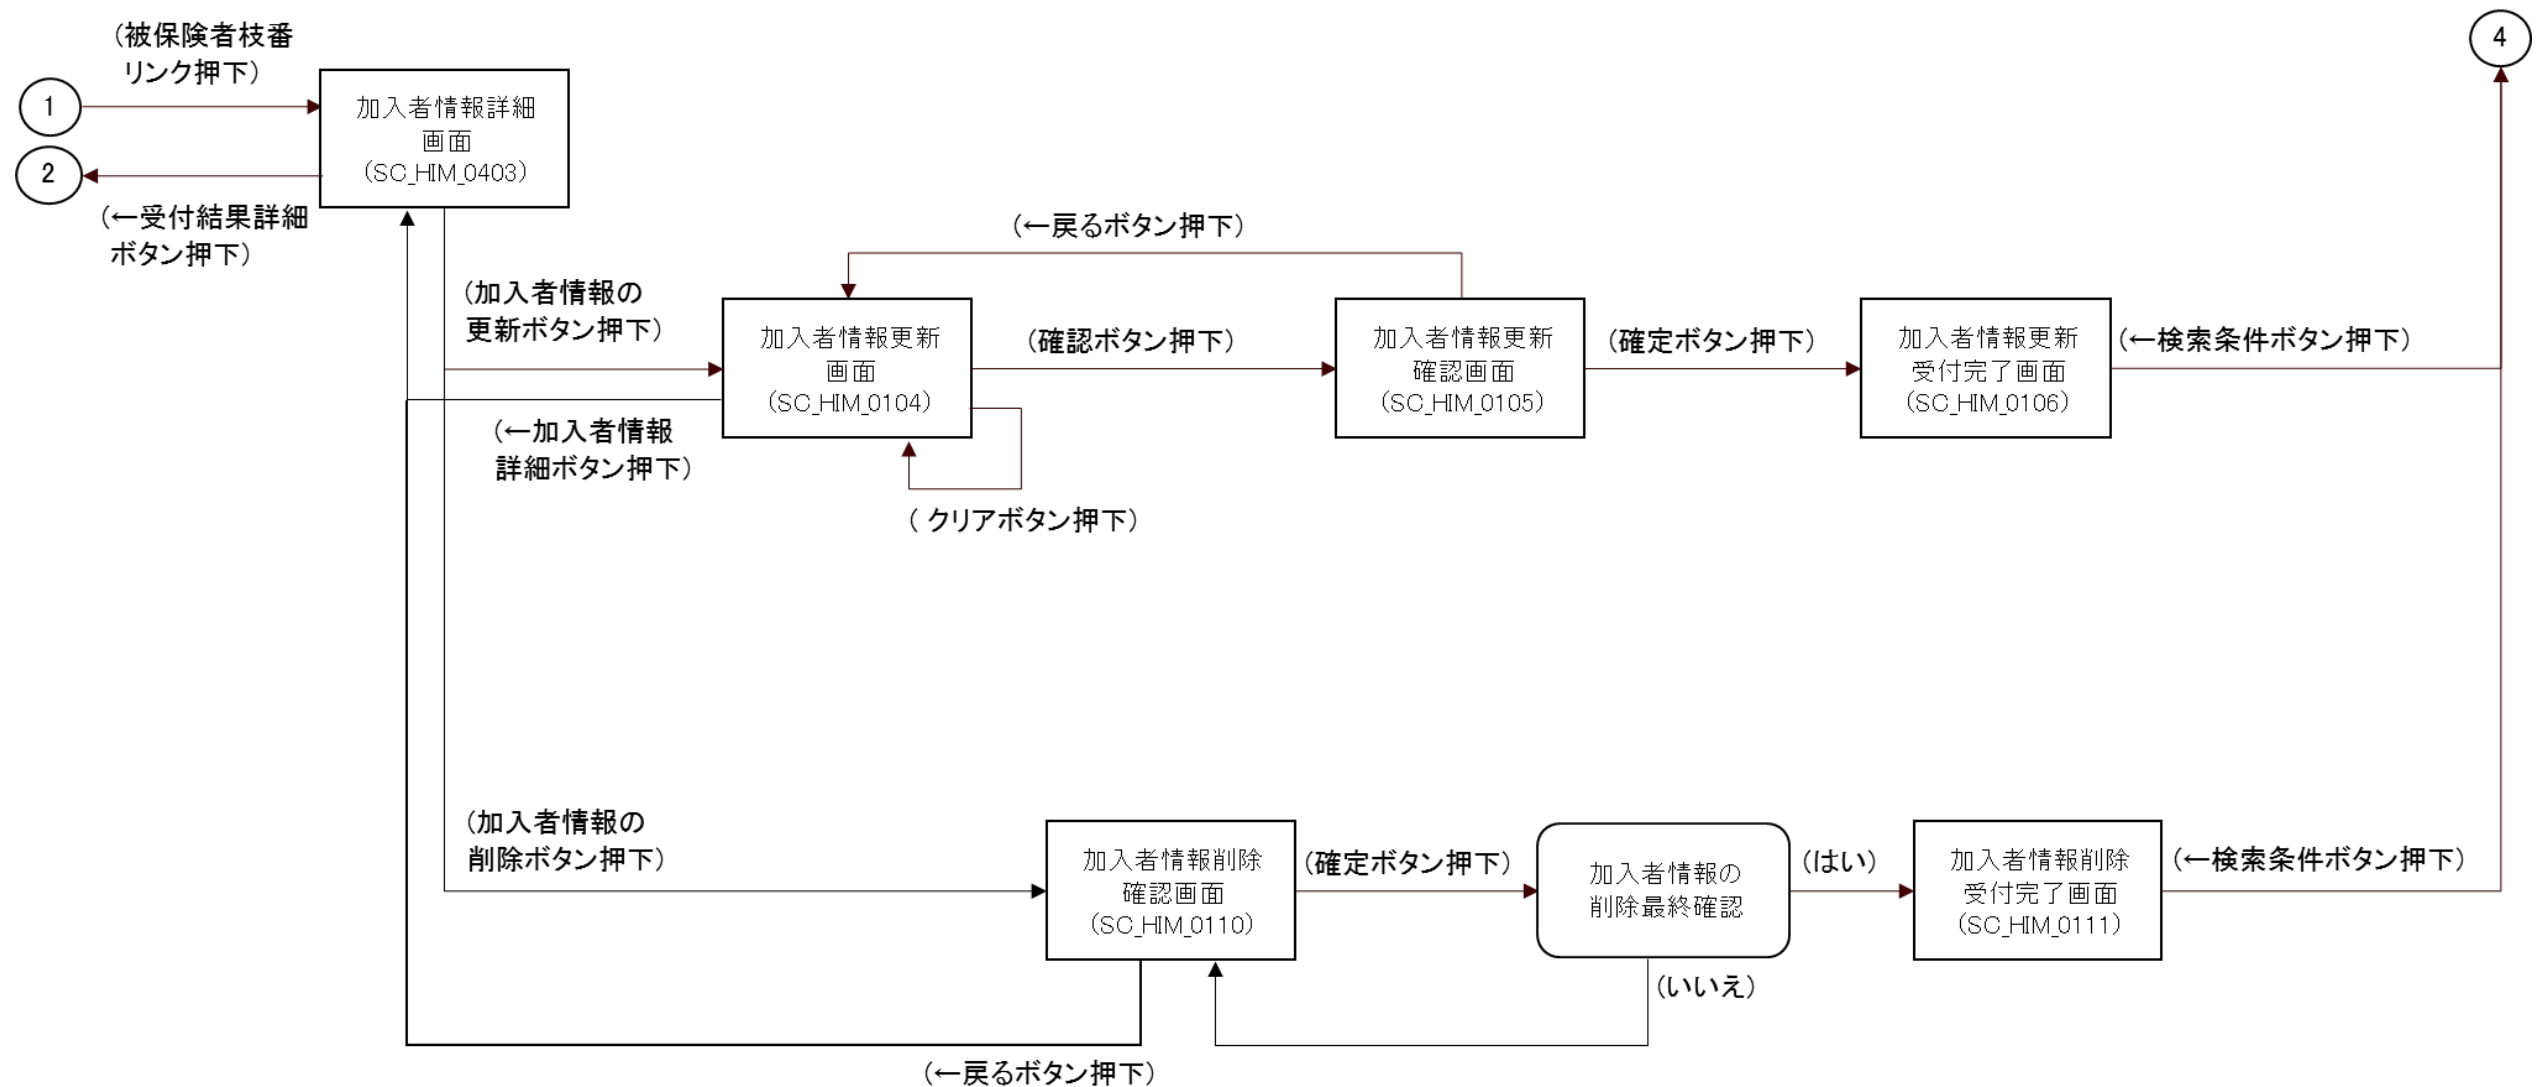 (被保険者枝番
リンク押下)
1
2
(←受付結果詳細
ボタン押下)
加入者情報詳細
画面
(SC_HIM_0403)
4
(←戻るボタン押下)
(加入者情報の
更新ボタン押下)
加入者情報更新
画面
(SC_HIM_0104)
(確認ボタン押下)
加入者情報更新
確認画面
(SC_HIM_0105)
(確定ボタン押下)
加入者情報更新
受付完了画面
(SC_HIM_0106)
(←検索条件ボタン押下)
(←加入者情報
詳細ボタン押下)
( クリアボタン押下)
(加入者情報の
削除ボタン押下)
加入者情報削除
確認画面
(SC_HIM_0110)
(確定ボタン押下)
加入者情報の
削除最終確認
(はい)
加入者情報削除
受付完了画面
(SC_HIM_0111)
(←検索条件ボタン押下)
(いいえ)
(←戻るボタン押下)